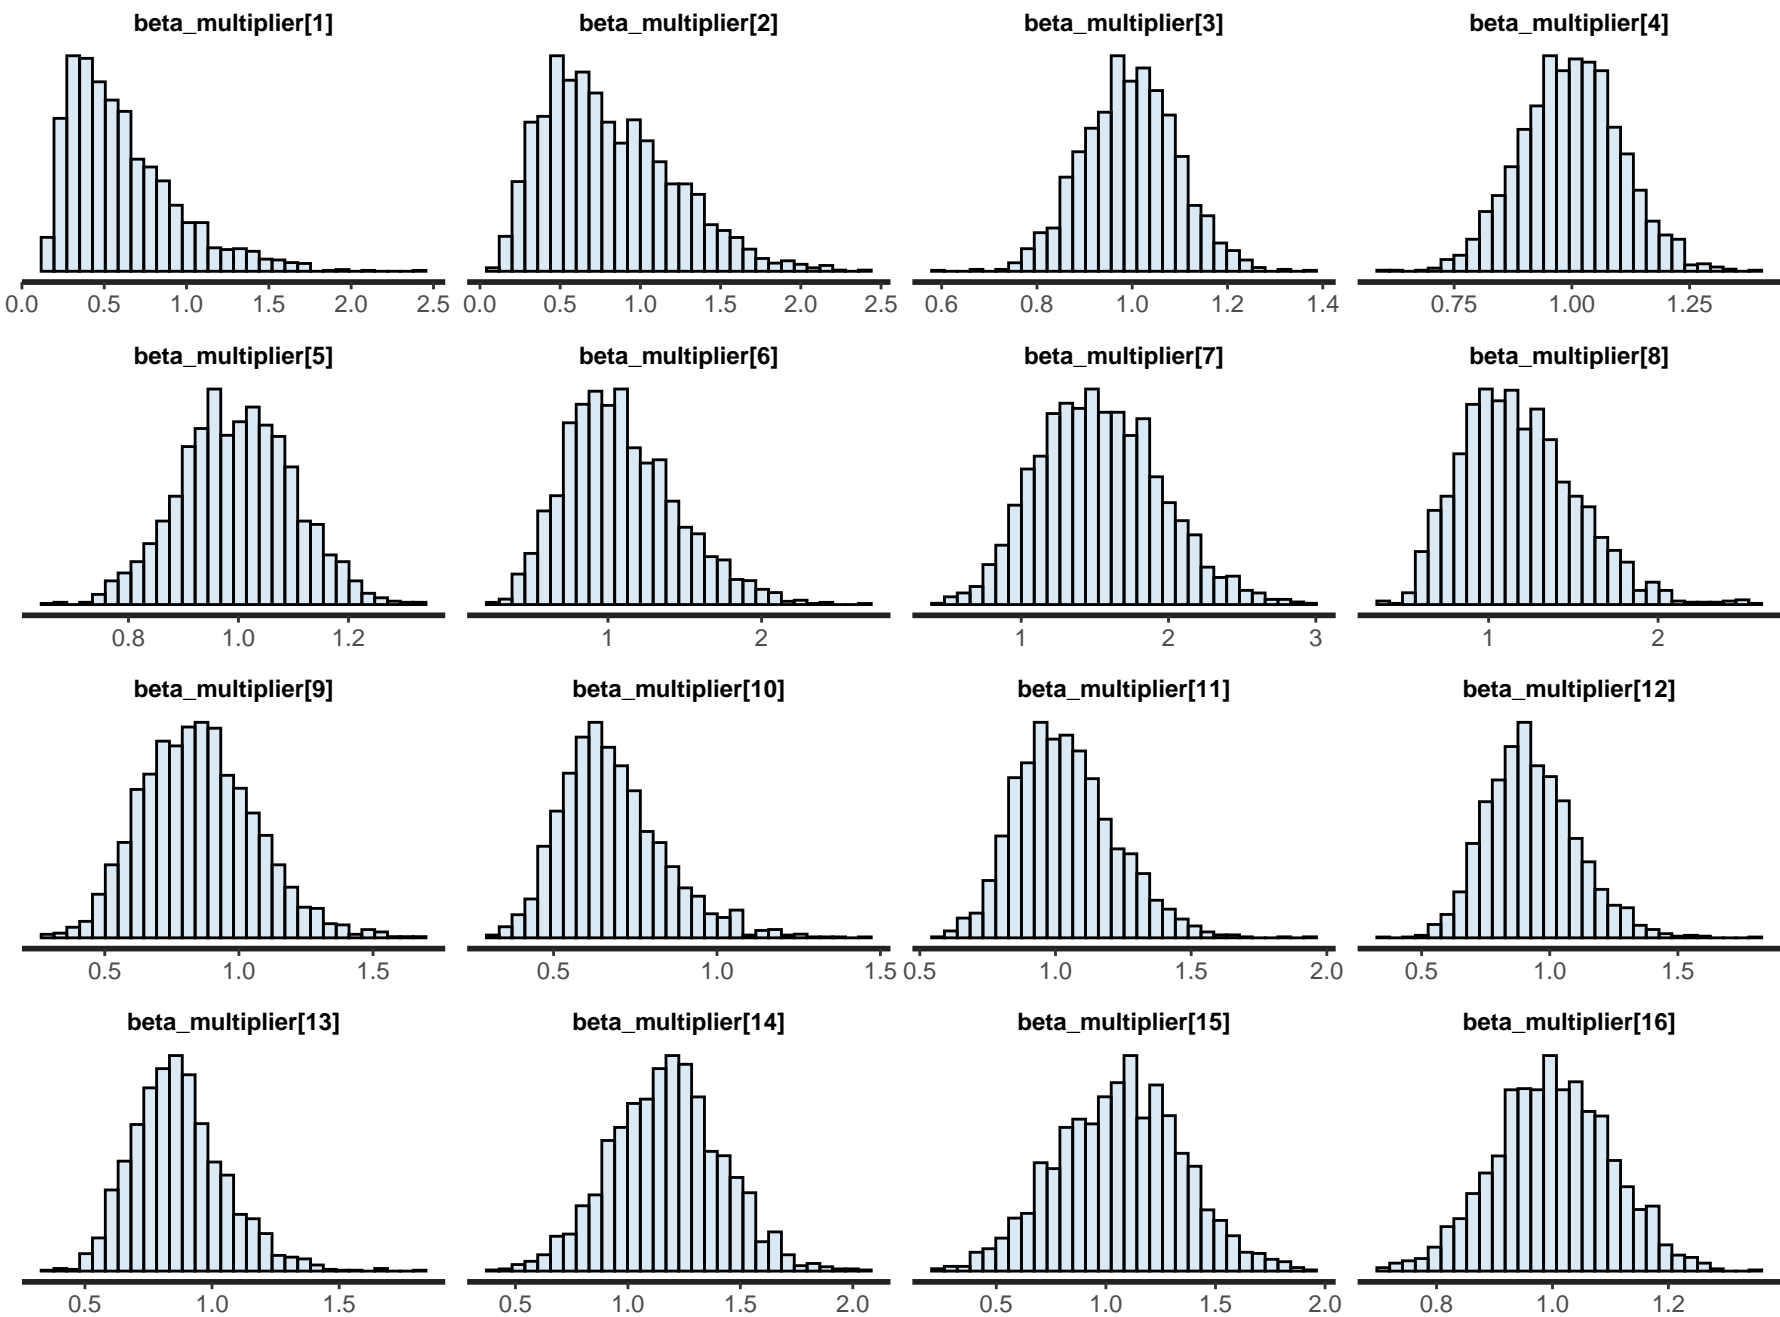 beta_multiplier[1] beta_multiplier[2] beta_multiplier[3] beta_multiplier[4]
0.0 0.5 1.0 1.5 2.0 2.5 0.0 0.5 1.0 1.5 2.0 2.5 0.6 0.8 1.0 1.2 1.4 0.75 1.00 1.25
beta_multiplier[5] beta_multiplier[6] beta_multiplier[7] beta_multiplier[8]
0.8 1.0 1.2 1 2 1 2 3 1 2
beta_multiplier[9] beta_multiplier[10] beta_multiplier[11] beta_multiplier[12]
0.5 1.0 1.5 0.5 1.0 1.5 0.5 1.0 1.5 2.0 0.5 1.0 1.5
beta_multiplier[13] beta_multiplier[14] beta_multiplier[15] beta_multiplier[16]
0.5 1.0 1.5 0.5 1.0 1.5 2.0 0.5 1.0 1.5 2.0 0.8 1.0 1.2